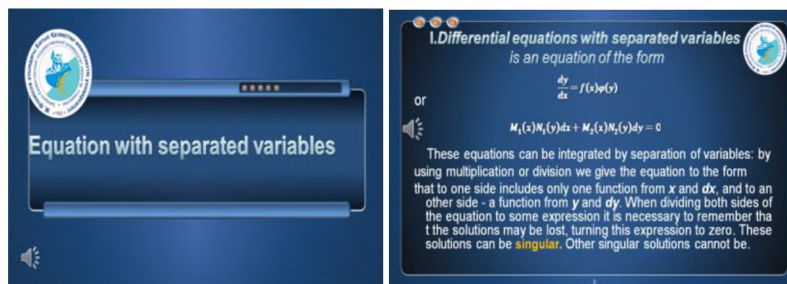 Equation with separated variables
I.Differential equations with separated variables
is an equation of the form
dy/dx = f(x)φ(y)
or
M₁(x)N₁(y)dx + M₂(x)N₂(y)dy = 0
These equations can be integrated by separation of variables: by
using multiplication or division we give the equation to the form
that to one side includes only one function from x and dx, and to an
other side - a function from y and dy. When dividing both sides of
the equation to some expression it is necessary to remember tha
t the solutions may be lost, turning this expression to zero. These
solutions can be singular. Other singular solutions cannot be.